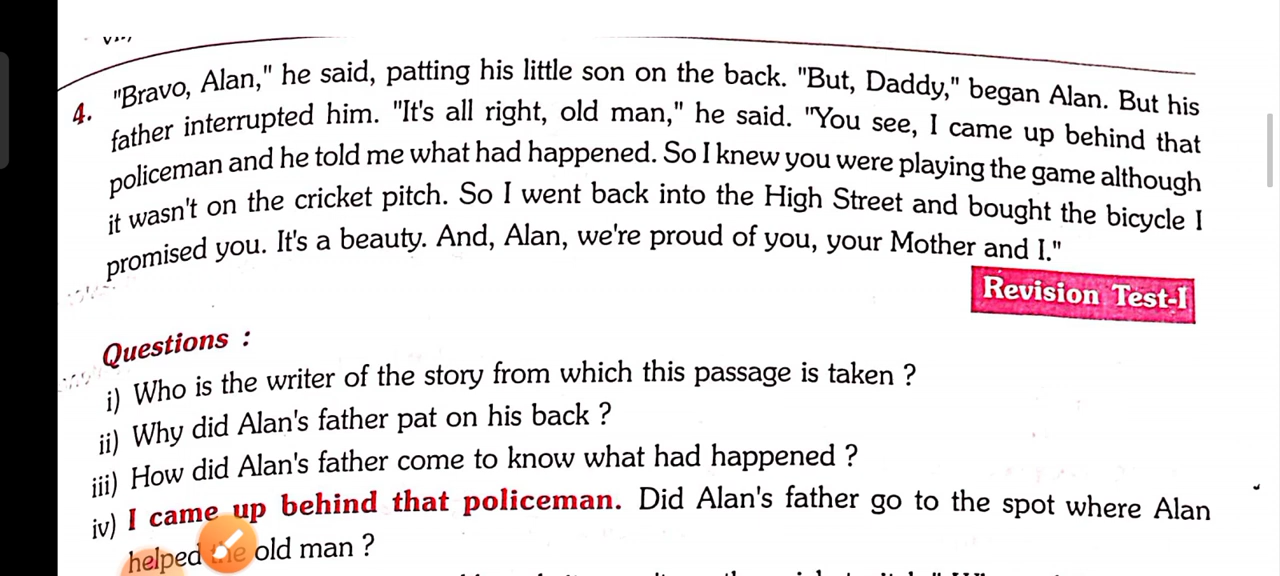 4. "Bravo, Alan," he said, patting his little son on the back. "But, Daddy," began Alan. But his
father interrupted him. "It's all right, old man," he said. "You see, I came up behind that
policeman and he told me what had happened. So I knew you were playing the game although
it wasn't on the cricket pitch. So I went back into the High Street and bought the bicycle I
promised you. It's a beauty. And, Alan, we're proud of you, your Mother and I."
Revision Test-I
Questions :
i) Who is the writer of the story from which this passage is taken ?
ii) Why did Alan's father pat on his back ?
iii) How did Alan's father come to know what had happened ?
iv) I came up behind that policeman. Did Alan's father go to the spot where Alan
helped the old man ?